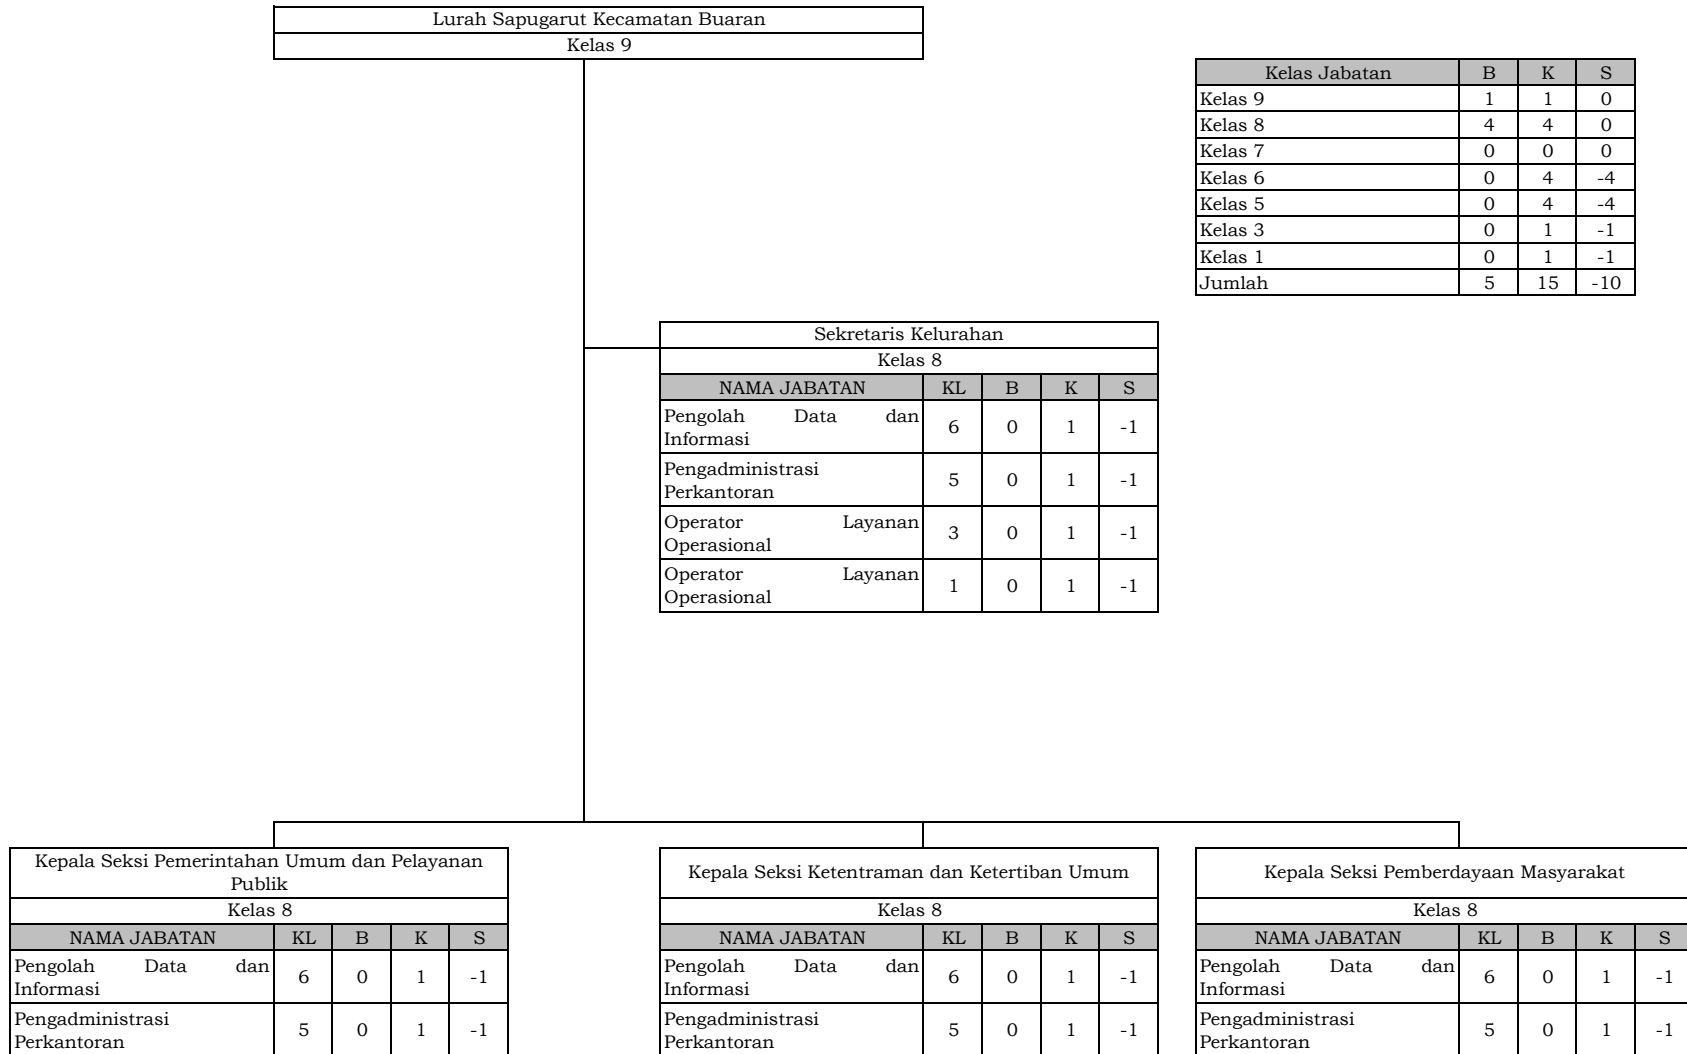 Lurah Sapugarut Kecamatan Buaran
Kelas 9
Kelas Jabatan B K S
Kelas 9 1 1 0
Kelas 8 4 4 0
Kelas 7 0 0 0
Kelas 6 0 4 -4
Kelas 5 0 4 -4
Kelas 3 0 1 -1
Kelas 1 0 1 -1
Jumlah 5 15 -10
Sekretaris Kelurahan
Kelas 8
NAMA JABATAN KL B K S
Pengolah Data dan
Informasi 6 0 1 -1
Pengadministrasi
Perkantoran 5 0 1 -1
Operator Layanan
Operasional 3 0 1 -1
Operator Layanan
Operasional 1 0 1 -1
Kepala Seksi Pemerintahan Umum dan Pelayanan
Publik
Kelas 8
NAMA JABATAN KL B K S
Pengolah Data dan
Informasi 6 0 1 -1
Pengadministrasi
Perkantoran 5 0 1 -1
Kepala Seksi Ketentraman dan Ketertiban Umum
Kelas 8
NAMA JABATAN KL B K S
Pengolah Data dan
Informasi 6 0 1 -1
Pengadministrasi
Perkantoran 5 0 1 -1
Kepala Seksi Pemberdayaan Masyarakat
Kelas 8
NAMA JABATAN KL B K S
Pengolah Data dan
Informasi 6 0 1 -1
Pengadministrasi
Perkantoran 5 0 1 -1